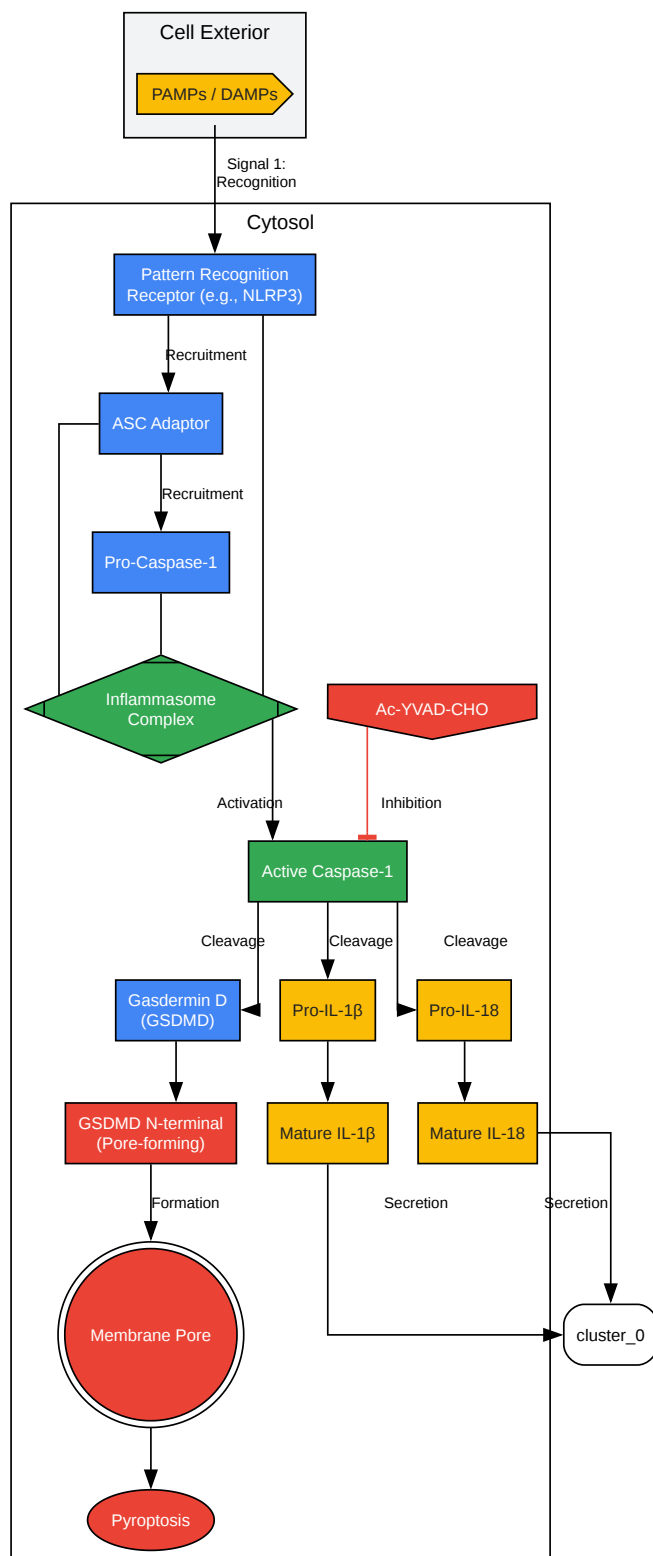 Cell Exterior
PAMPs / DAMPs
Signal 1:
Recognition
Cytosol
Pattern Recognition
Receptor (e.g., NLRP3)
Recruitment
ASC Adaptor
Recruitment
Pro-Caspase-1
Inflammasome
Complex
Ac-YVAD-CHO
Activation
Inhibition
Active Caspase-1
Cleavage
Cleavage
Cleavage
Gasdermin D
(GSDMD)
Pro-IL-1β
Pro-IL-18
GSDMD N-terminal
(Pore-forming)
Mature IL-1β
Mature IL-18
Formation
Secretion
Secretion
Membrane Pore
cluster_0
Pyroptosis